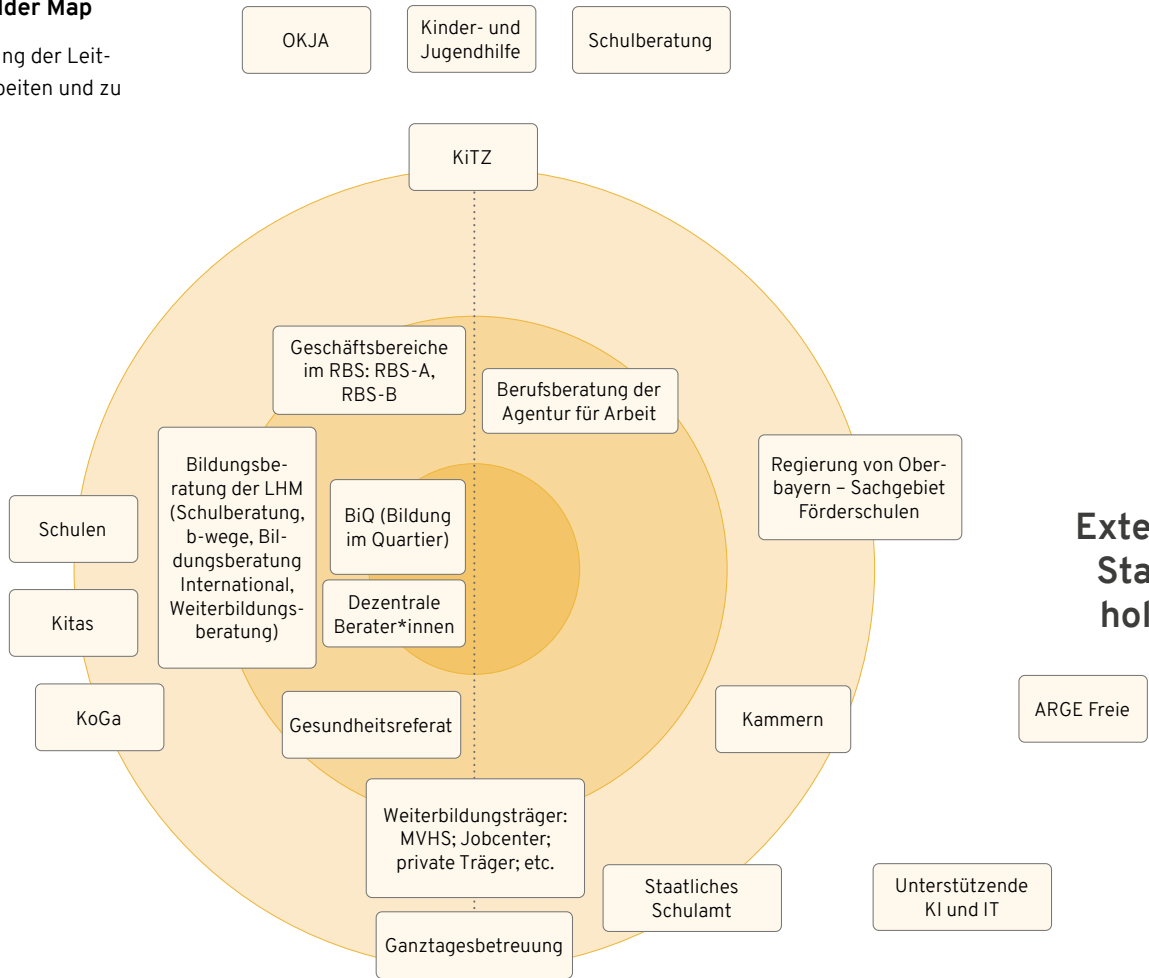 lder Map
ng der Leit-
beiten und zu
OKJA
Kinder- und
Jugendhilfe
Schulberatung
KiTZ
Geschäftsbereiche
im RBS: RBS-A,
RBS-B
Berufsberatung der
Agentur für Arbeit
Bildungsbe-
ratung der LHM
(Schulberatung,
b-wege, Bil-
dungsberatung
International,
Weiterbildungs-
beratung)
BiQ (Bildung
im Quartier)
Dezentrale
Berater*innen
Regierung von Ober-
bayern – Sachgebiet
Förderschulen
Schulen
Kitas
KoGa
Exte
Sta
hol
Gesundheitsreferat
Kammern
ARGE Freie
Weiterbildungsträger:
MVHS; Jobcenter;
private Träger; etc.
Staatliches
Schulamt
Unterstützende
KI und IT
Ganztagesbetreuung